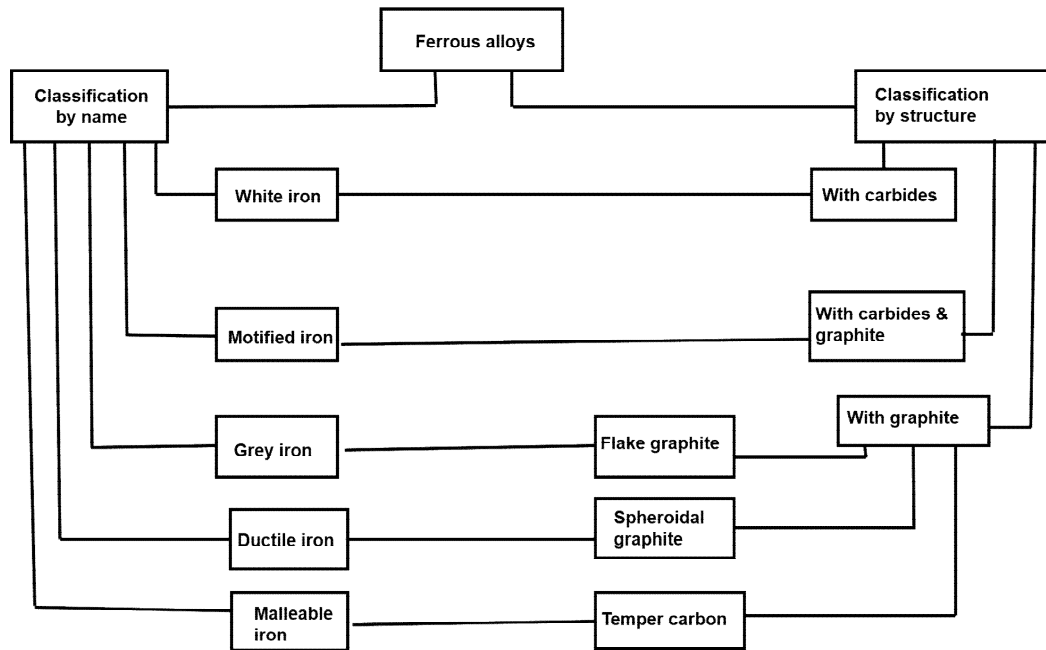 Ferrous alloys
Classification
by name
Classification
by structure
White iron
With carbides
Motified iron
With carbides &
graphite
Grey iron
Flake graphite
With graphite
Ductile iron
Spheroidal
graphite
Malleable
iron
Temper carbon